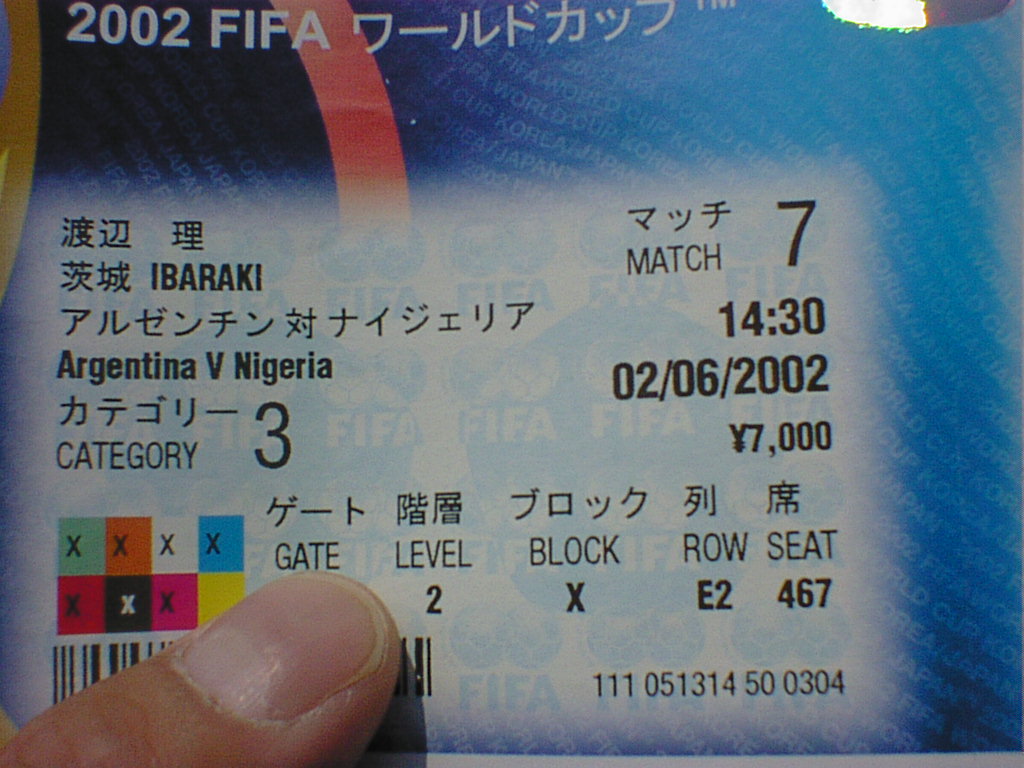 2002 FIFA ワールドカップ™
渡辺 理
茨城 IBARAKI
アルゼンチン 対 ナイジェリア
Argentina V Nigeria
カテゴリー 3
CATEGORY
マッチ 7
MATCH
14:30
02/06/2002
¥7,000
ゲート 階層 ブロック 列 席
GATE LEVEL BLOCK ROW SEAT
2 X E2 467
X X X X
X X X
111 051314 50 0304